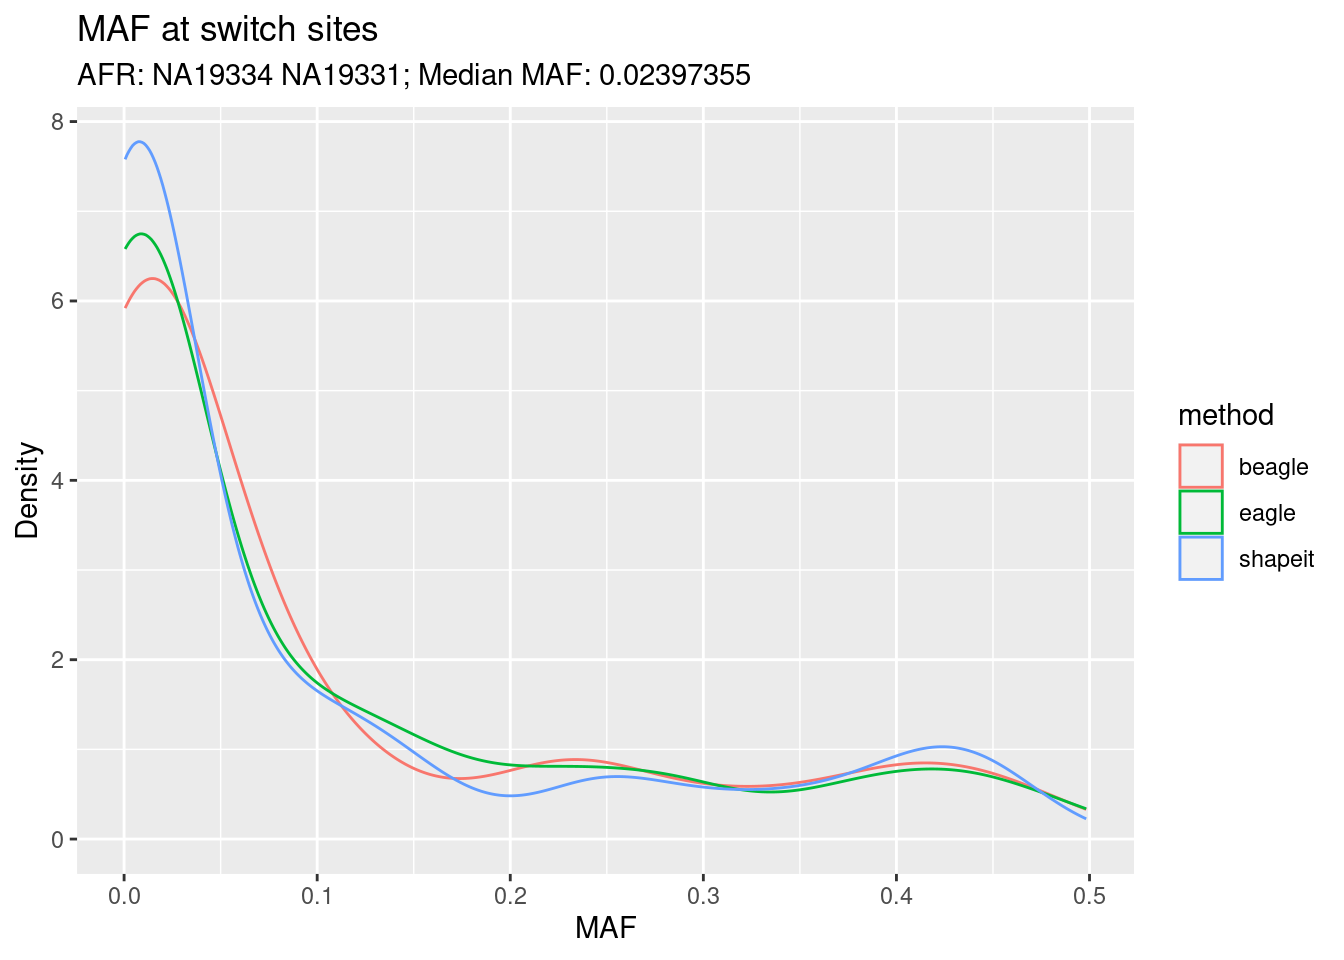 MAF at switch sites
AFR: NA19334 NA19331; Median MAF: 0.02397355
8
6
4
2
0
Density
0.0 0.1 0.2 0.3 0.4 0.5
MAF
method
beagle
eagle
shapeit